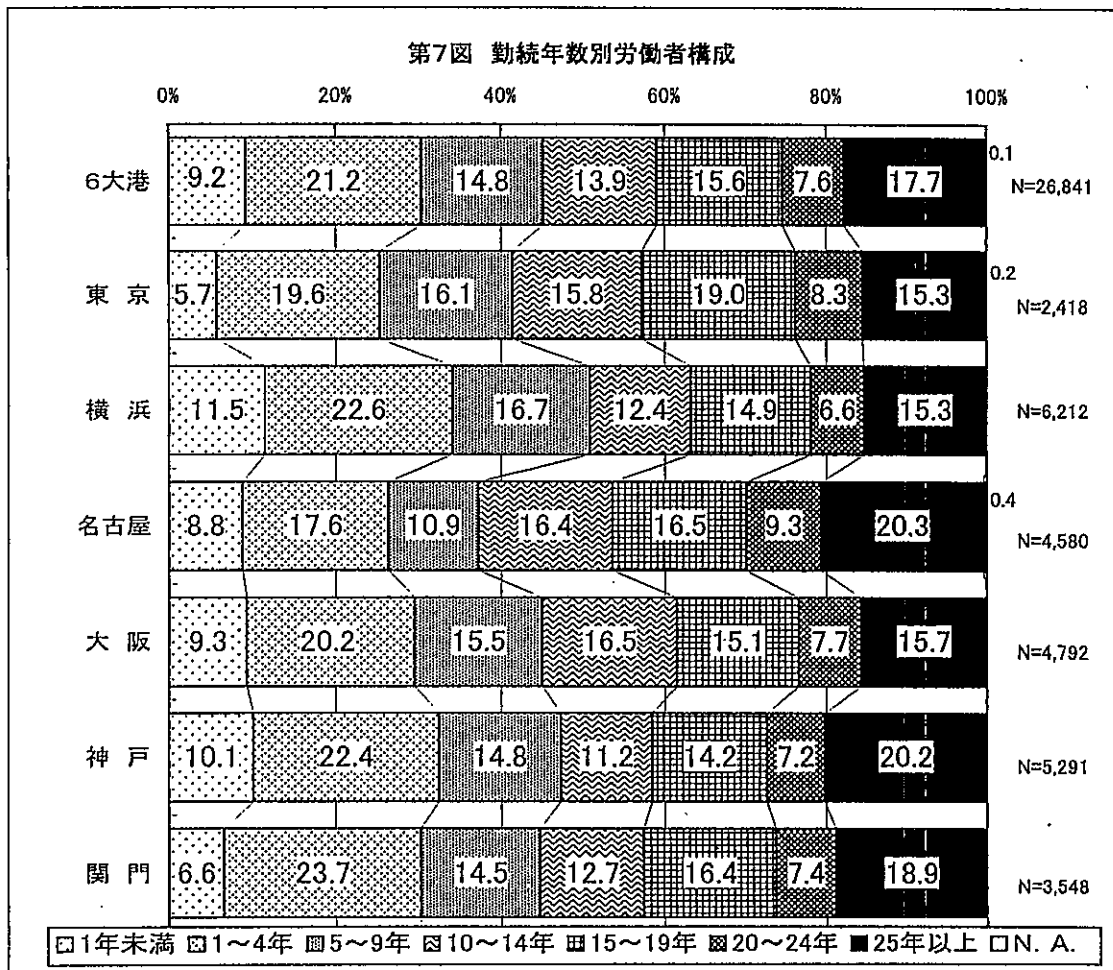 第7図 勤続年数別労働者構成
0% 20% 40% 60% 80% 100%
6大港 9.2 21.2 14.8 13.9 15.6 7.6 17.7 0.1 N=26,841
東京 5.7 19.6 16.1 15.8 19.0 8.3 15.3 0.2 N=2,418
横浜 11.5 22.6 16.7 12.4 14.9 6.6 15.3 N=6,212
名古屋 8.8 17.6 10.9 16.4 16.5 9.3 20.3 0.4 N=4,580
大阪 9.3 20.2 15.5 16.5 15.1 7.7 15.7 N=4,792
神戸 10.1 22.4 14.8 11.2 14.2 7.2 20.2 N=5,291
関門 6.6 23.7 14.5 12.7 16.4 7.4 18.9 N=3,548
1年未満 1～4年 5～9年 10～14年 15～19年 20～24年 25年以上 N. A.